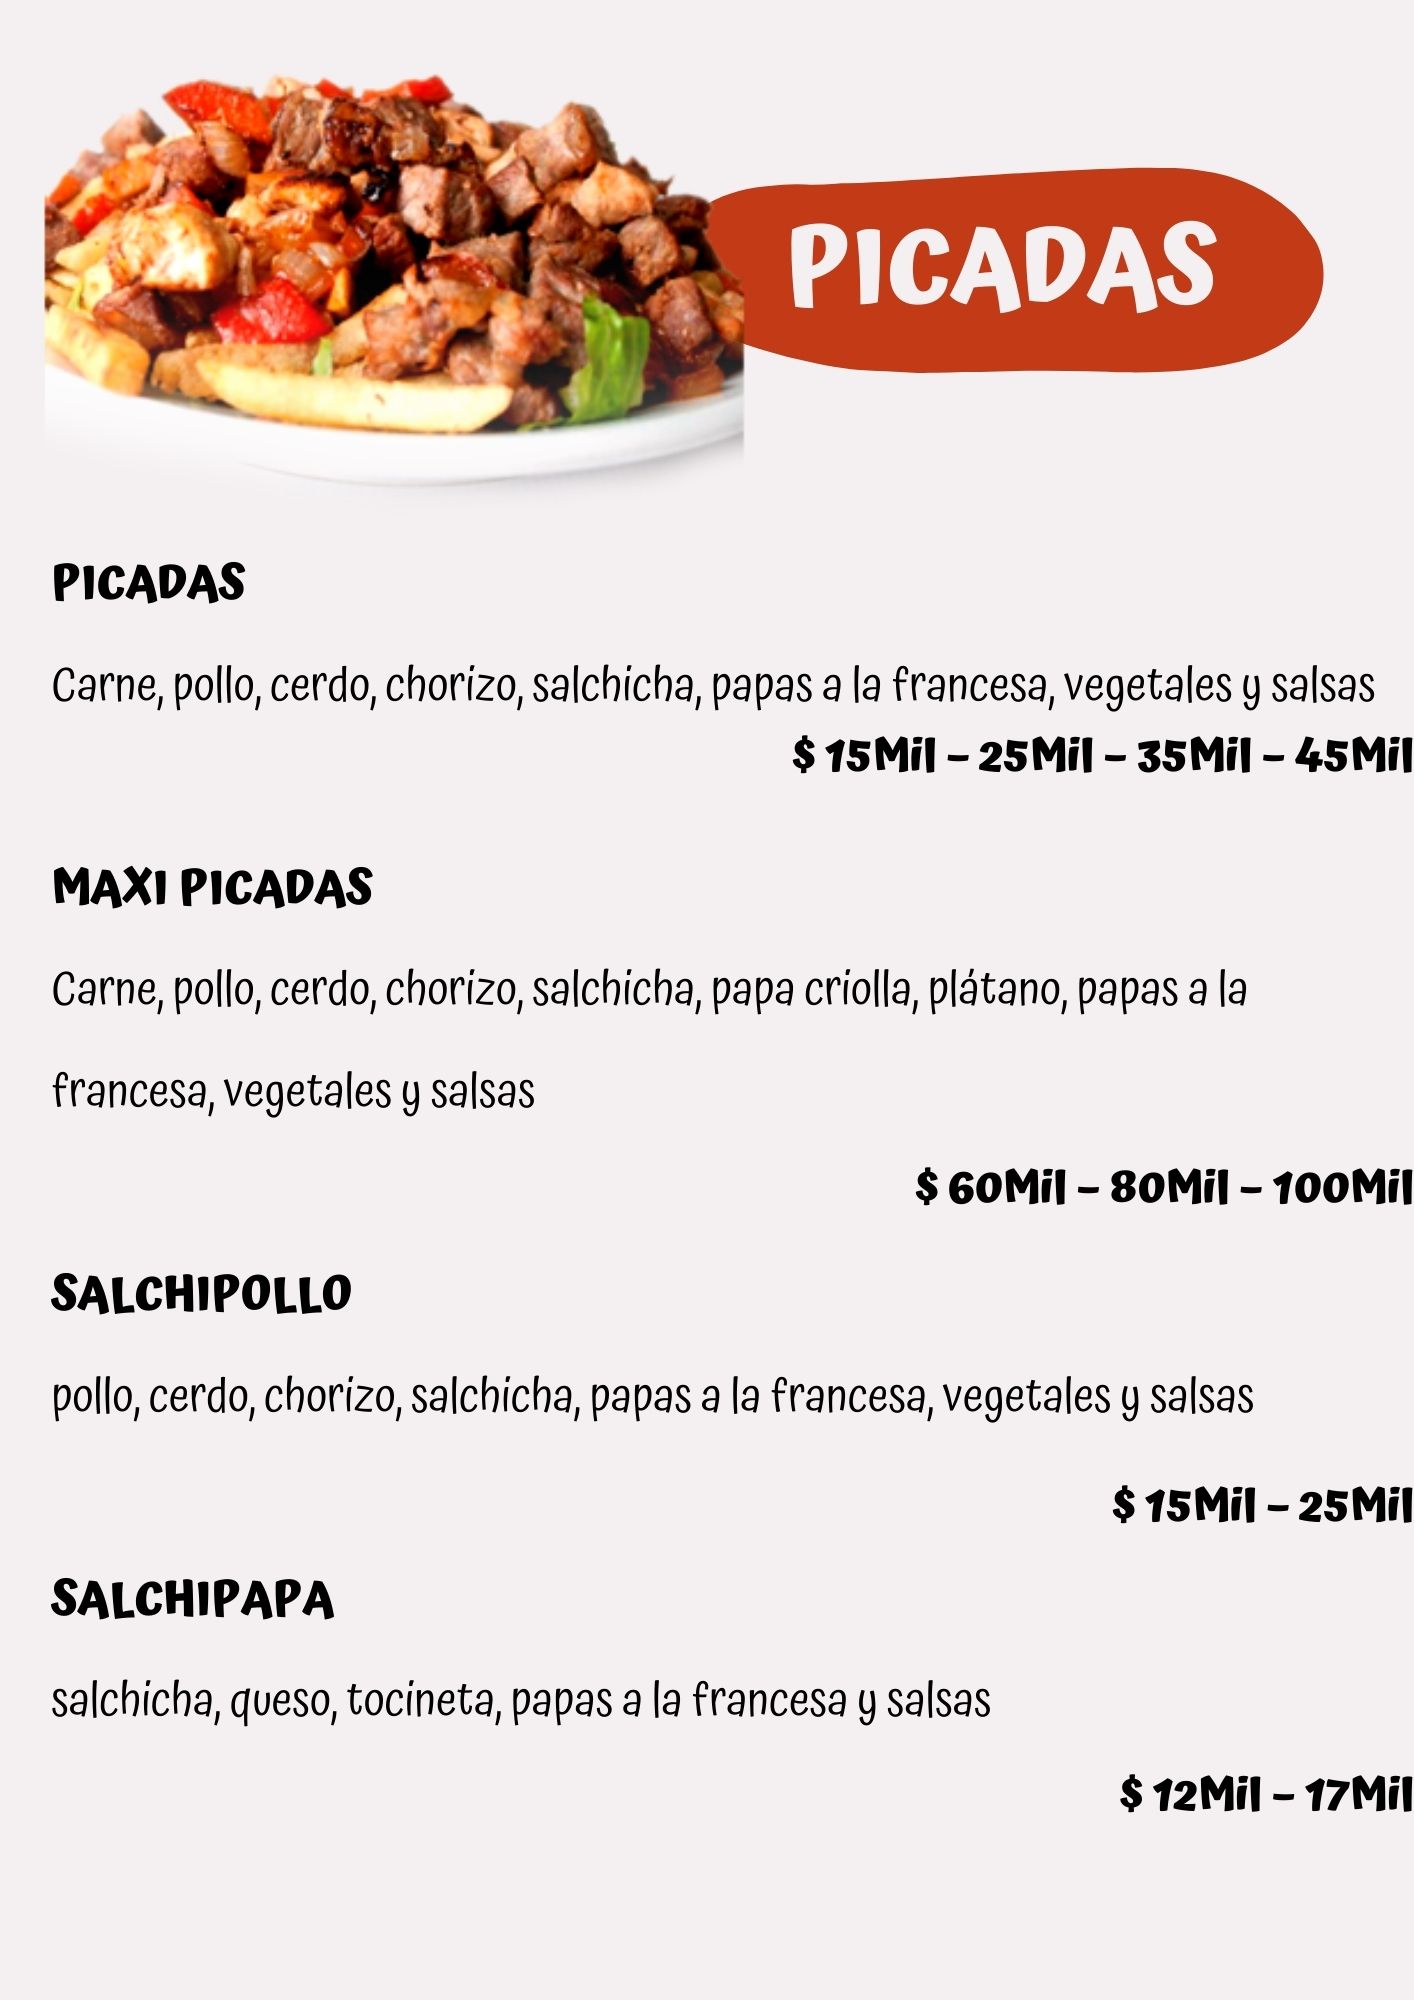 PICADAS
PICADAS
Carne, pollo, cerdo, chorizo, salchicha, papas a la francesa, vegetales y salsas
$ 15Mil – 25Mil – 35Mil – 45Mil
MAXI PICADAS
Carne, pollo, cerdo, chorizo, salchicha, papa criolla, plátano, papas a la
francesa, vegetales y salsas
$ 60Mil – 80Mil – 100Mil
SALCHIPOLLO
pollo, cerdo, chorizo, salchicha, papas a la francesa, vegetales y salsas
$ 15Mil – 25Mil
SALCHIPAPA
salchicha, queso, tocineta, papas a la francesa y salsas
$ 12Mil – 17Mil